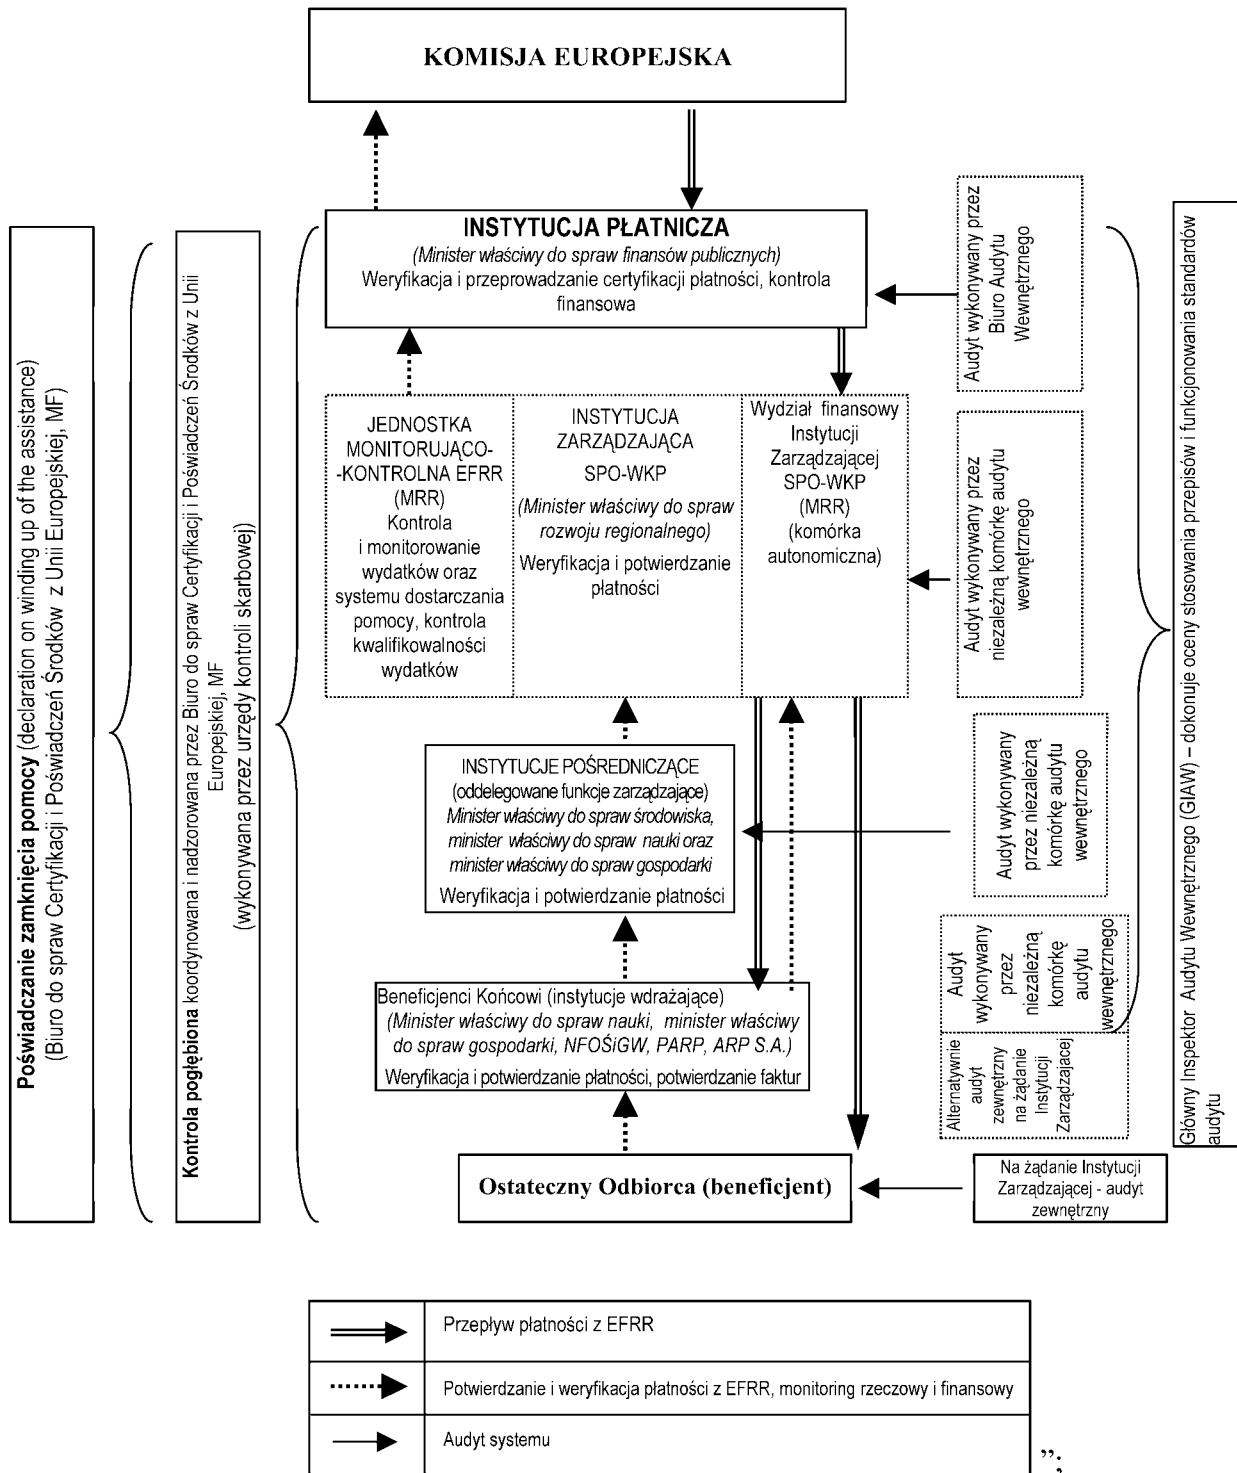 KOMISJA EUROPEJSKA
INSTYTUCJA PŁATNICZA
(Minister właściwy do spraw finansów publicznych)
Weryfikacja i przeprowadzanie certyfikacji płatności, kontrola
finansowa
JEDNOSTKA
MONITORUJĄCO-
-KONTROLNA EFRR
(MRR)
Kontrola
i monitorowanie
wydatków oraz
systemu dostarczania
pomocy, kontrola
kwalifikowalności
wydatków
INSTYTUCJA
ZARZĄDZAJĄCA
SPO-WKP
(Minister właściwy do spraw
rozwoju regionalnego)
Weryfikacja i potwierdzanie
płatności
Wydział finansowy
Instytucji
Zarządzającej
SPO-WKP
(MRR)
(komórka
autonomiczna)
INSTYTUCJE POŚREDNICZĄCE
(oddelegowane funkcje zarządzające)
Minister właściwy do spraw środowiska,
minister właściwy do spraw nauki oraz
minister właściwy do spraw gospodarki
Weryfikacja i potwierdzanie płatności
Beneficjenci Końcowi (instytucje wdrażające)
(Minister właściwy do spraw nauki, minister właściwy
do spraw gospodarki, NFOŚiGW, PARP, ARP S.A.)
Weryfikacja i potwierdzanie płatności, potwierdzanie faktur
Ostateczny Odbiorca (beneficjent)
Poświadczanie zamknięcia pomocy (declaration on winding up of the assistance)
(Biuro do spraw Certyfikacji i Poświadczeń Środków z Unii Europejskiej, MF)
Kontrola pogłębiona koordynowana i nadzorowana przez Biuro do spraw Certyfikacji i Poświadczeń Środków z Unii
Europejskiej, MF
(wykonywana przez urzędy kontroli skarbowej)
Audyt wykonywany przez
Biuro Audytu
Wewnętrznego
Audyt wykonywany przez
niezależną komórkę audytu
wewnętrznego
Audyt wykonywany
przez niezależną
komórkę audytu
wewnętrznego
Audyt
wykonywany
przez
niezależną
komórkę
audytu
wewnętrznego
Alternatywnie
audyt
zewnętrzny
na żądanie
Instytucji
Zarządzajacej
Na żądanie Instytucji
Zarządzającej - audyt
zewnętrzny
Główny Inspektor Audytu Wewnętrznego (GIAW) – dokonuje oceny stosowania przepisów i funkcjonowania standardów
audytu
Przepływ płatności z EFRR
Potwierdzanie i weryfikacja płatności z EFRR, monitoring rzeczowy i finansowy
Audyt systemu
”;